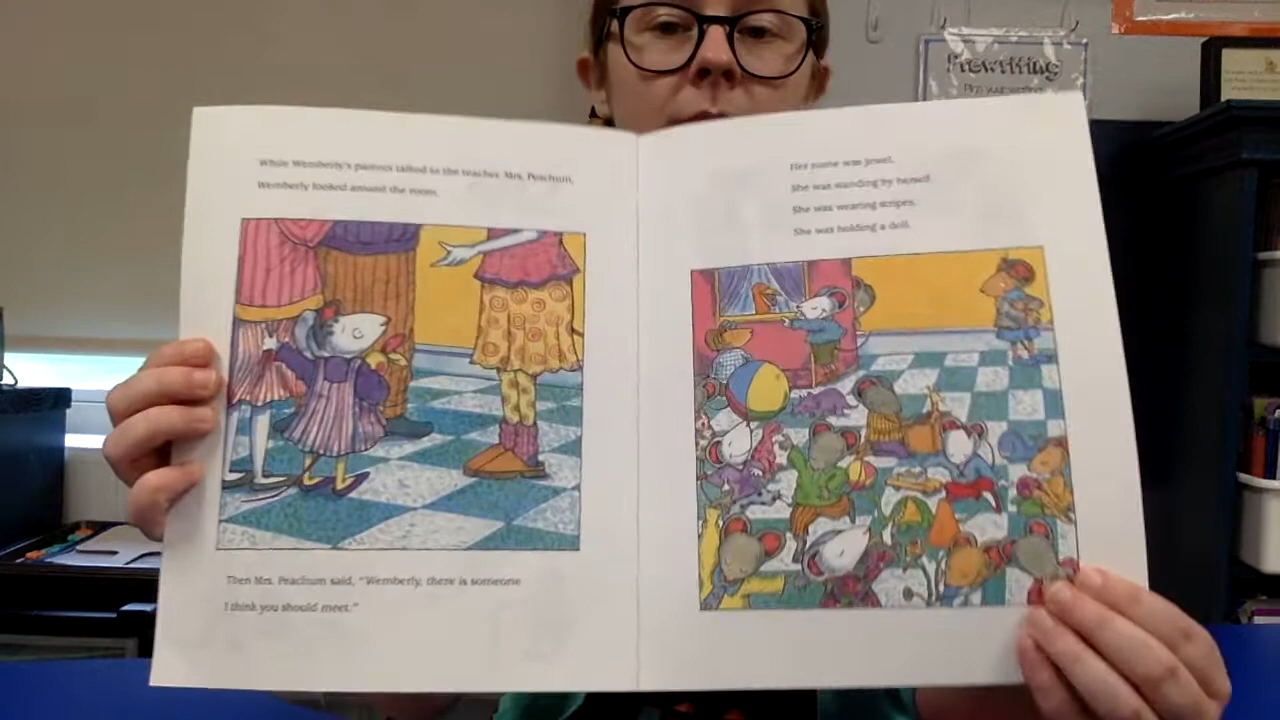 While Wemberly's parents talked to the teacher, Mrs. Peachum,
Wemberly looked around the room.
Then Mrs. Peachum said, "Wemberly, there is someone
I think you should meet."
Her name was Jewel.
She was standing by herself.
She was wearing stripes.
She was holding a doll.
Prewriting